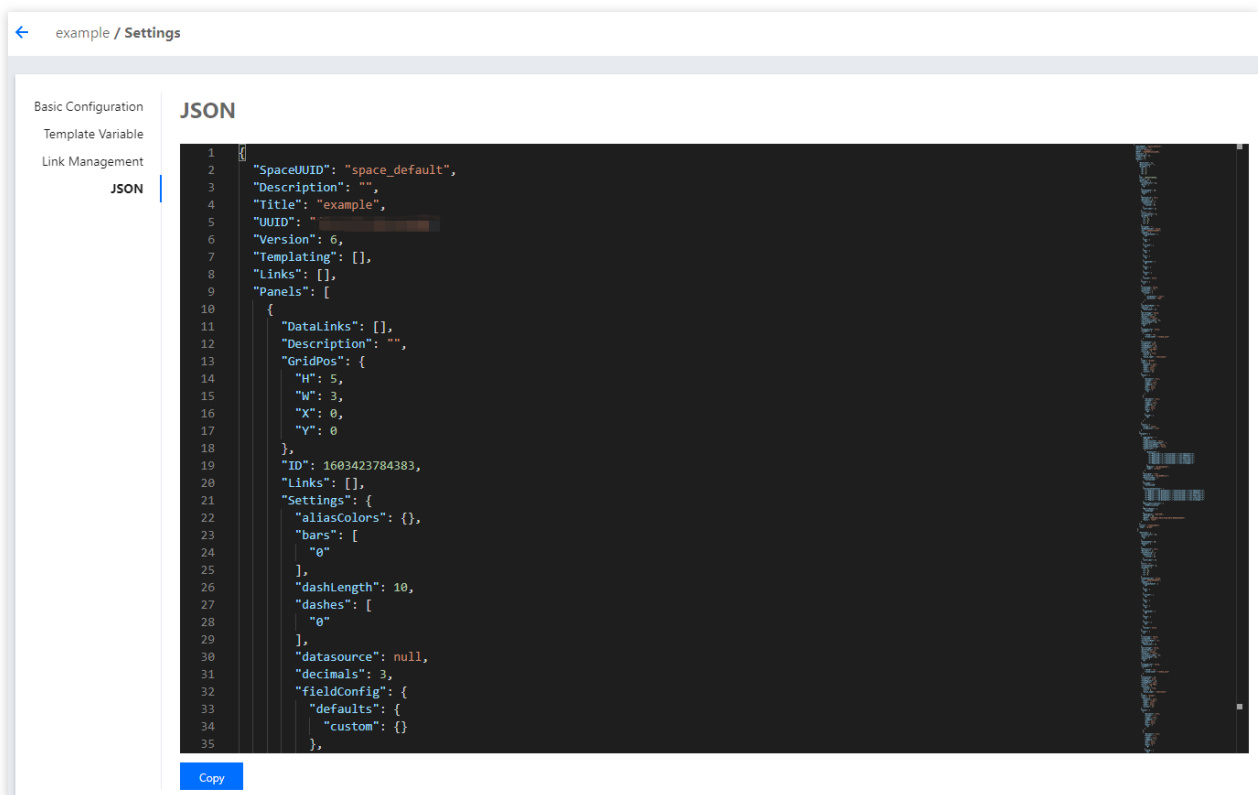 example / Settings
Basic Configuration
Template Variable
Link Management
JSON
JSON
1 {
2 "SpaceUUID": "space_default",
3 "Description": "",
4 "Title": "example",
5 "UUID": "
6 "Version": 6,
7 "Templating": [],
8 "Links": [],
9 "Panels": [
10 {
11 "DataLinks": [],
12 "Description": "",
13 "GridPos": {
14 "H": 5,
15 "W": 3,
16 "X": 0,
17 "Y": 0
18 },
19 "ID": 1603423784383,
20 "Links": [],
21 "Settings": {
22 "aliasColors": {},
23 "bars": [
24 "0"
25 ],
26 "dashLength": 10,
27 "dashes": [
28 "0"
29 ],
30 "datasource": null,
31 "decimals": 3,
32 "fieldConfig": {
33 "defaults": {
34 "custom": {}
35 },
Copy